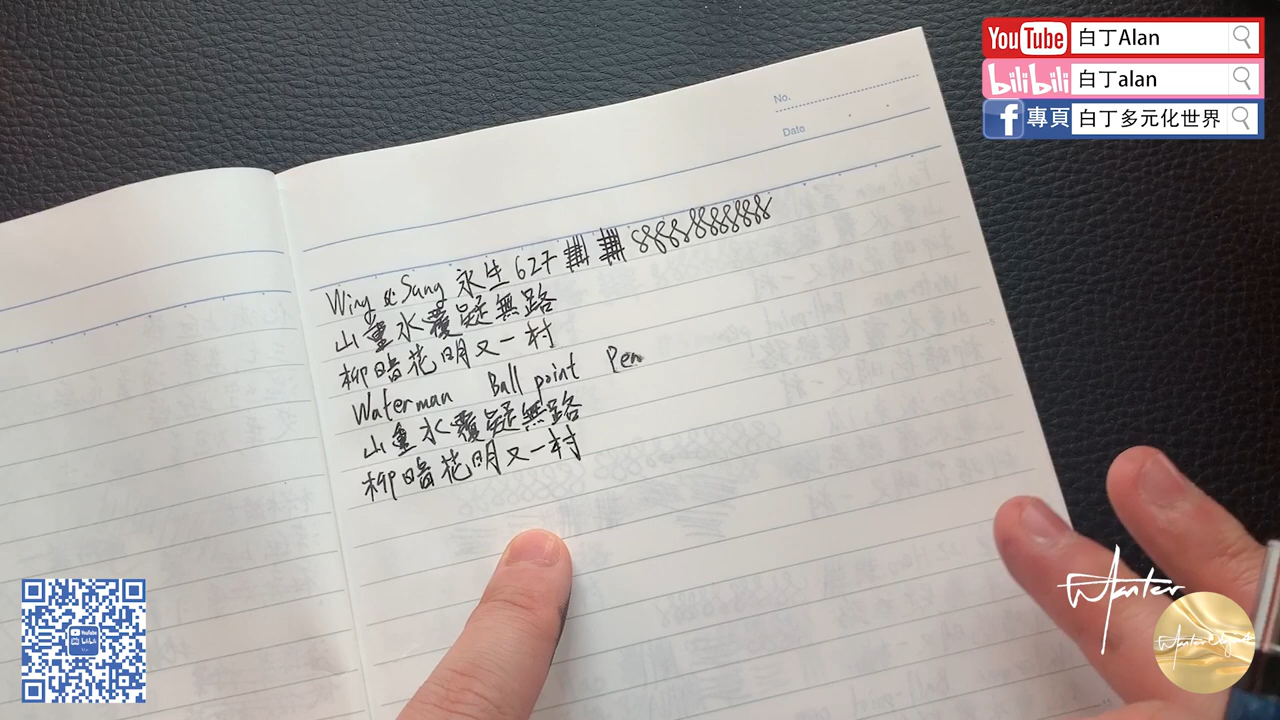 YouTube 白丁Alan
bilibili 白丁alan
f 專頁 白丁多元化世界
No.
Date
Wing Sung 永生 627
山重水覆疑無路
柳暗花明又一村
Waterman Ball point Pen
山重水覆疑無路
柳暗花明又一村